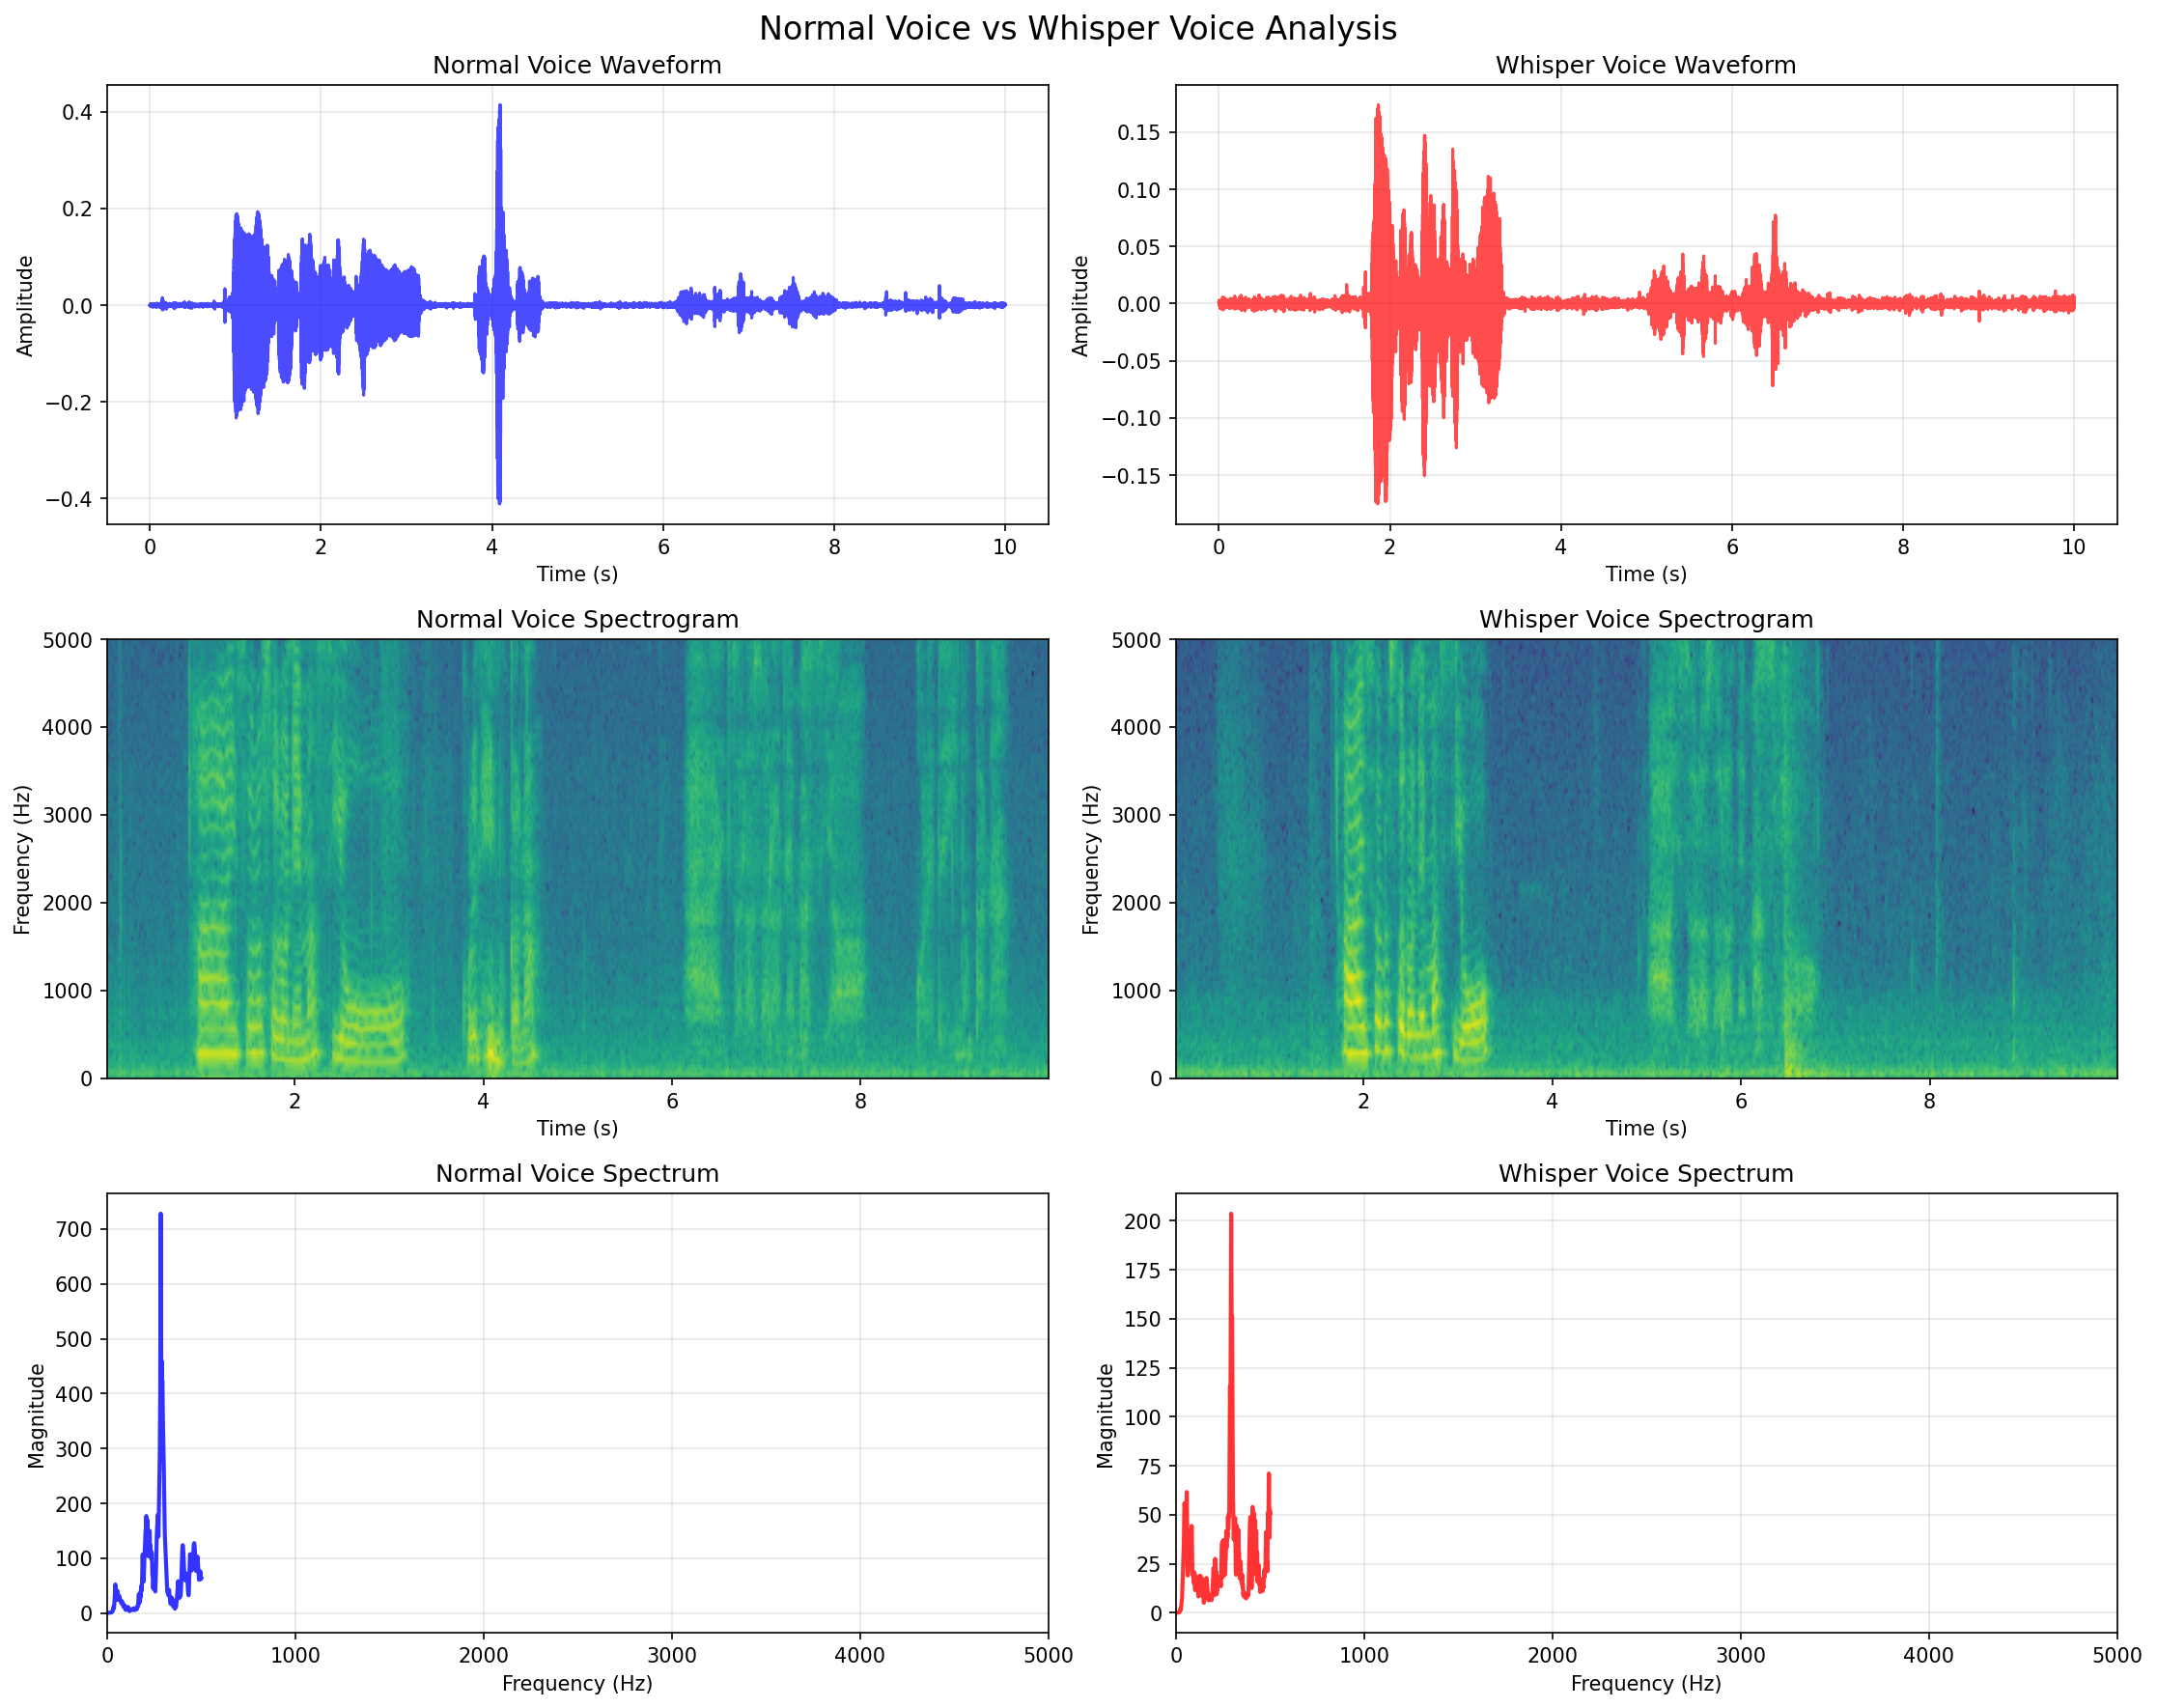 Normal Voice vs Whisper Voice Analysis
Normal Voice Waveform
0.4
0.2
0.0
−0.2
−0.4
Amplitude
0 2 4 6 8 10
Time (s)
Whisper Voice Waveform
0.15
0.10
0.05
0.00
−0.05
−0.10
−0.15
Amplitude
0 2 4 6 8 10
Time (s)
Normal Voice Spectrogram
5000
4000
3000
2000
1000
0
Frequency (Hz)
2 4 6 8
Time (s)
Whisper Voice Spectrogram
5000
4000
3000
2000
1000
0
Frequency (Hz)
2 4 6 8
Time (s)
Normal Voice Spectrum
700
600
500
400
300
200
100
0
Magnitude
0 1000 2000 3000 4000 5000
Frequency (Hz)
Whisper Voice Spectrum
200
175
150
125
100
75
50
25
0
Magnitude
0 1000 2000 3000 4000 5000
Frequency (Hz)